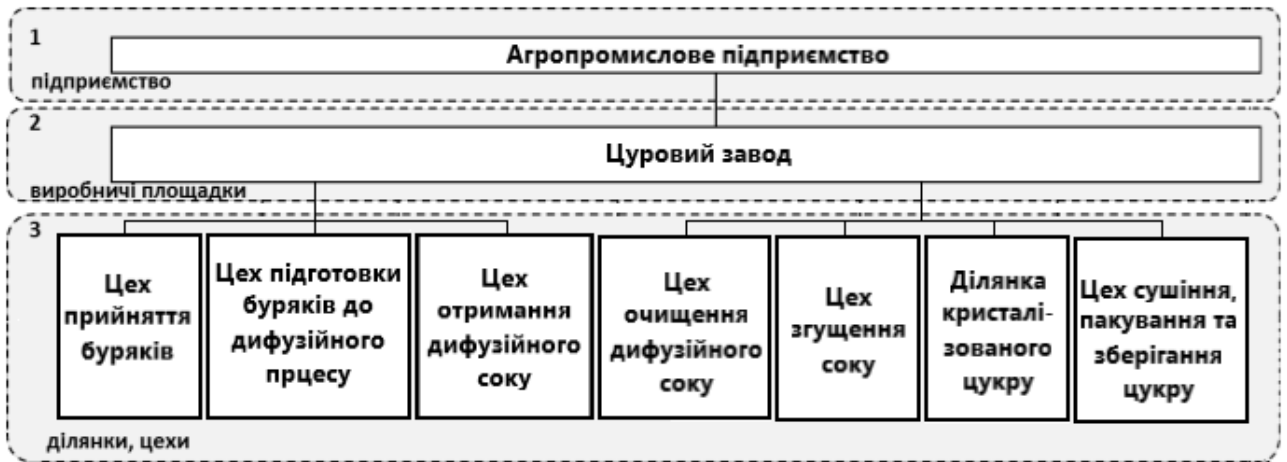 1
Агропромислове підприємство
підприємство
2
Цуровий завод
виробничі площадки
3
Цех
прийняття
буряків
Цех підготовки
буряків до
дифузійного
прцесу
Цех
отримання
дифузійного
соку
Цех
очищення
дифузійного
соку
Цех
згущення
соку
Ділянка
кристалі-
зованого
цукру
Цех сушіння,
пакування та
зберігання
цукру
ділянки, цехи